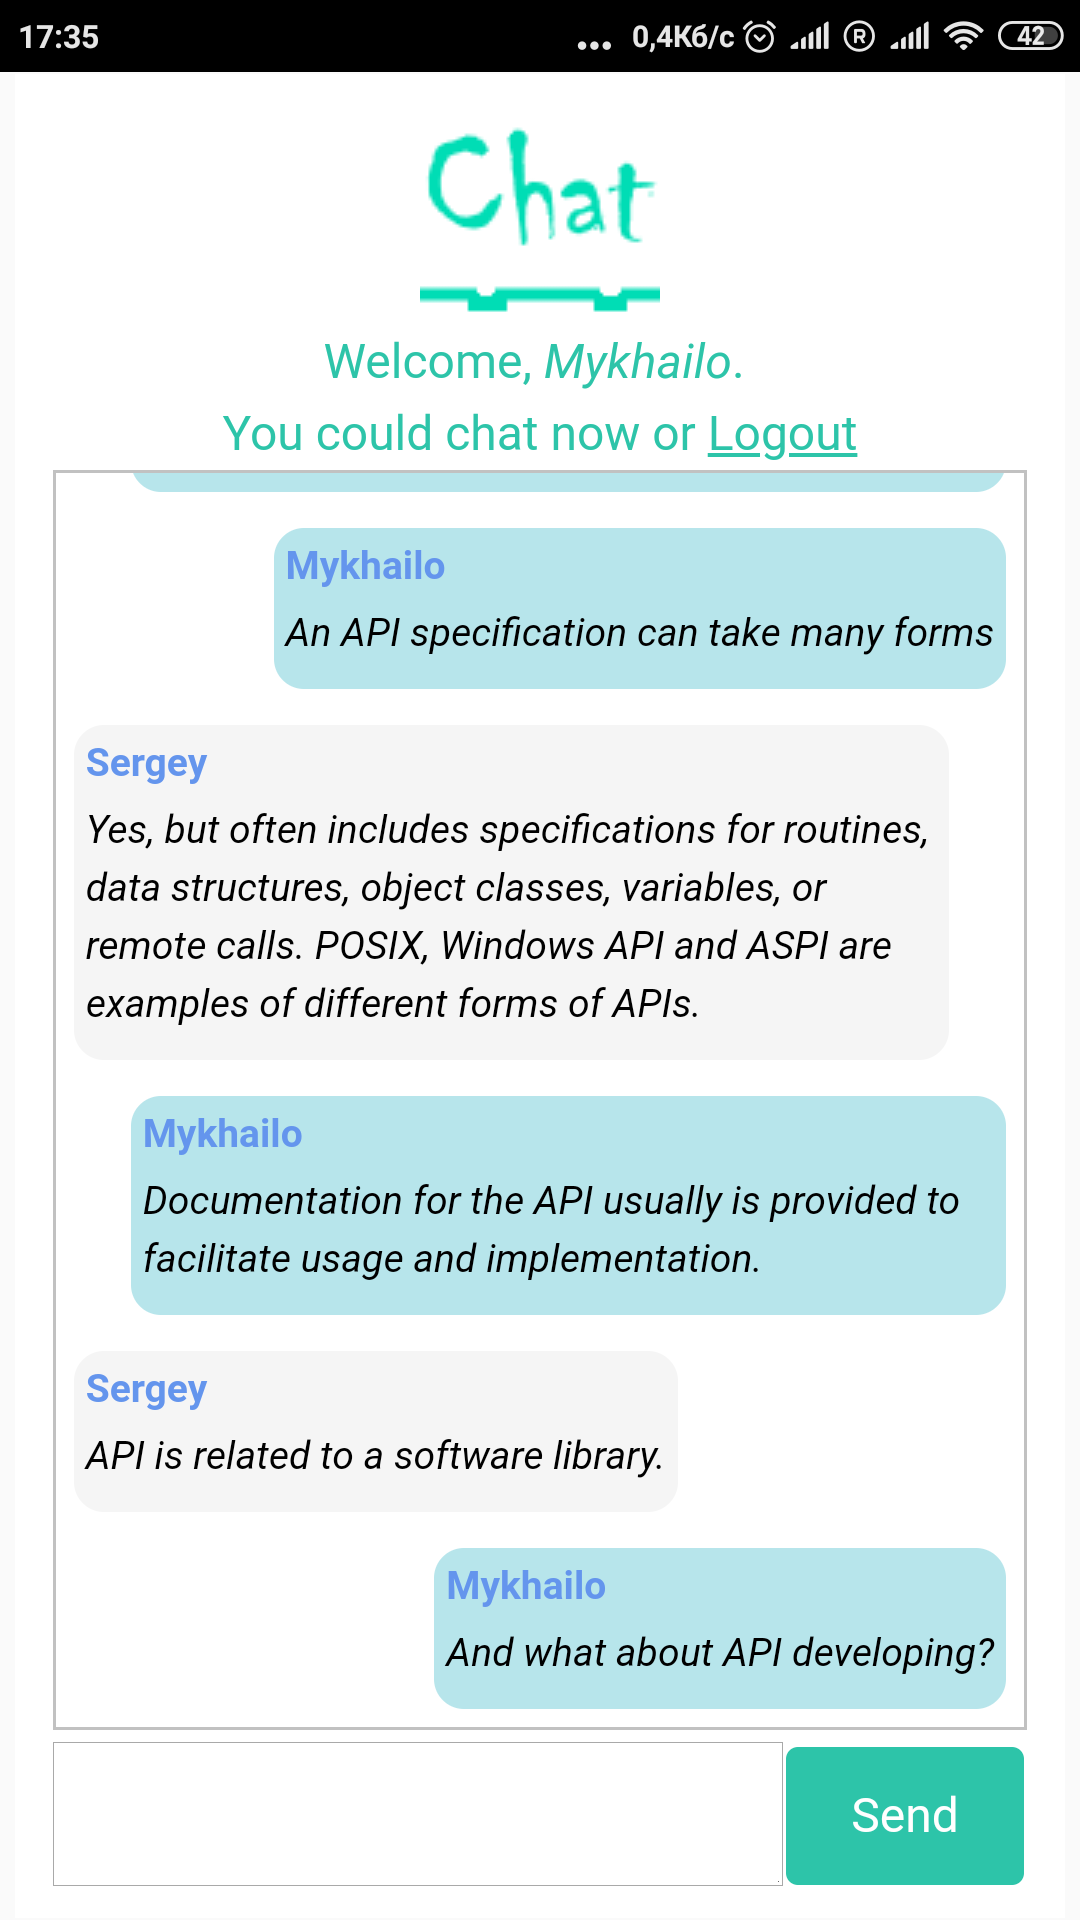 17:35 ... 0,4Кб/с R 42
Chat
Welcome, Mykhailo.
You could chat now or Logout
Mykhailo
An API specification can take many forms
Sergey
Yes, but often includes specifications for routines,
data structures, object classes, variables, or
remote calls. POSIX, Windows API and ASPI are
examples of different forms of APIs.
Mykhailo
Documentation for the API usually is provided to
facilitate usage and implementation.
Sergey
API is related to a software library.
Mykhailo
And what about API developing?
Send